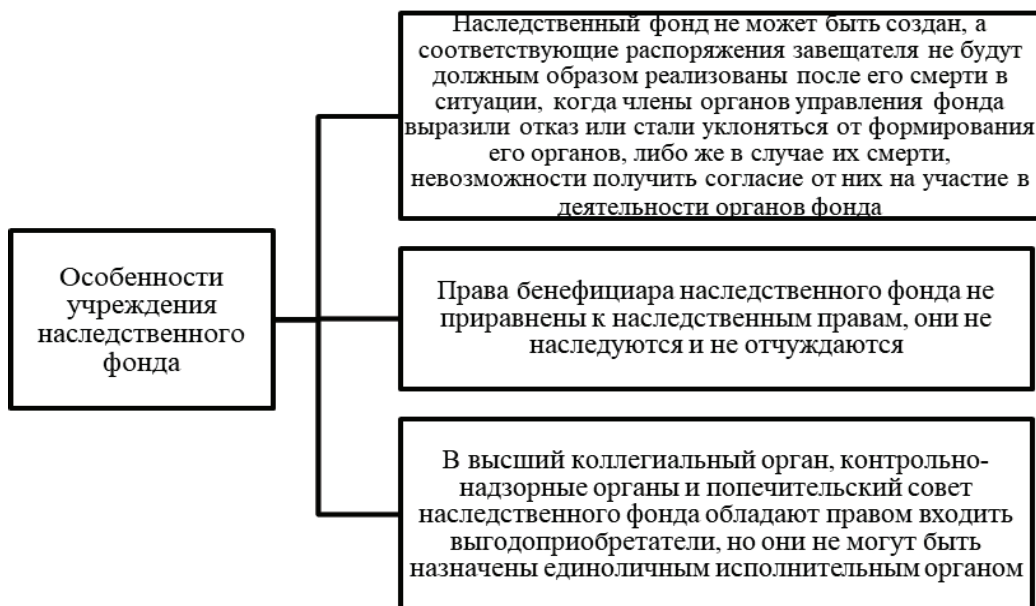 Особенности
учреждения
наследственного
фонда
Наследственный фонд не может быть создан, а
соответствующие распоряжения завещателя не будут
должным образом реализованы после его смерти в
ситуации, когда члены органов управления фонда
выразили отказ или стали уклоняться от формирования
его органов, либо же в случае их смерти,
невозможности получить согласие от них на участие в
деятельности органов фонда
Права бенефициара наследственного фонда не
приравнены к наследственным правам, они не
наследуются и не отчуждаются
В высший коллегиальный орган, контрольно-
надзорные органы и попечительский совет
наследственного фонда обладают правом входить
выгодоприобретатели, но они не могут быть
назначены единоличным исполнительным органом